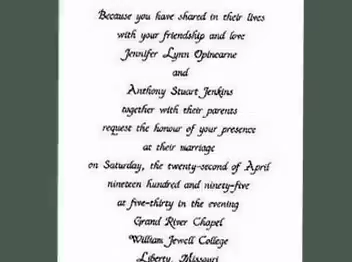 Because you have shared in their lives
with your friendship and love
Jennifer Lynn Opincarne
and
Anthony Stuart Jenkins
together with their parents
request the honour of your presence
at their marriage
on Saturday, the twenty-second of April
nineteen hundred and ninety-five
at five-thirty in the evening
Grand River Chapel
William Jewell College
Liberty, Missouri